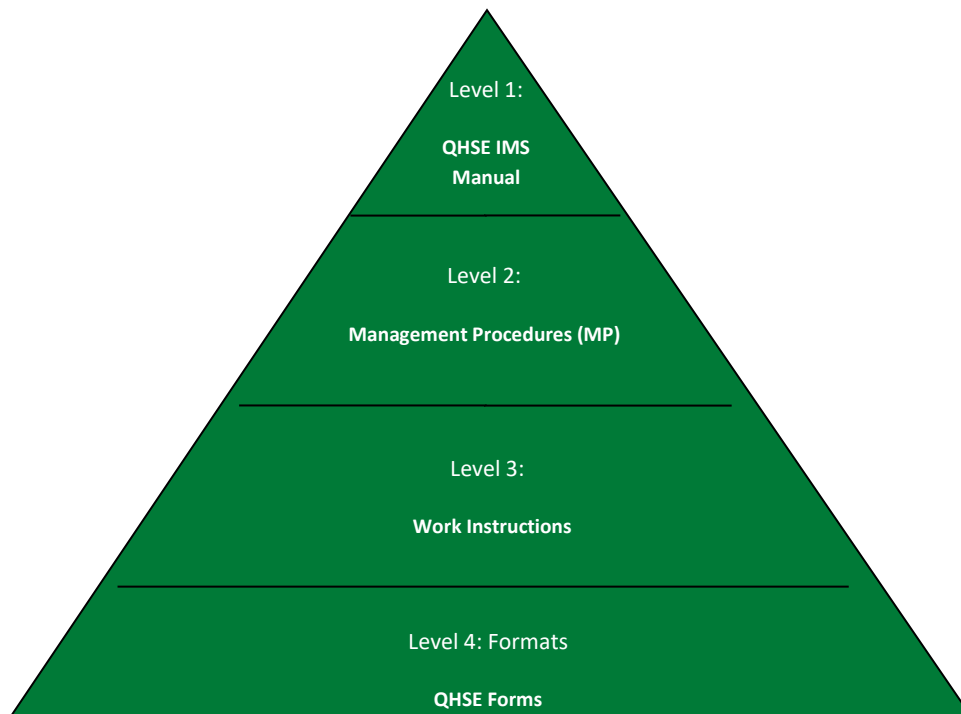 Level 1:
QHSE IMS
Manual
Level 2:
Management Procedures (MP)
Level 3:
Work Instructions
Level 4: Formats
QHSE Forms